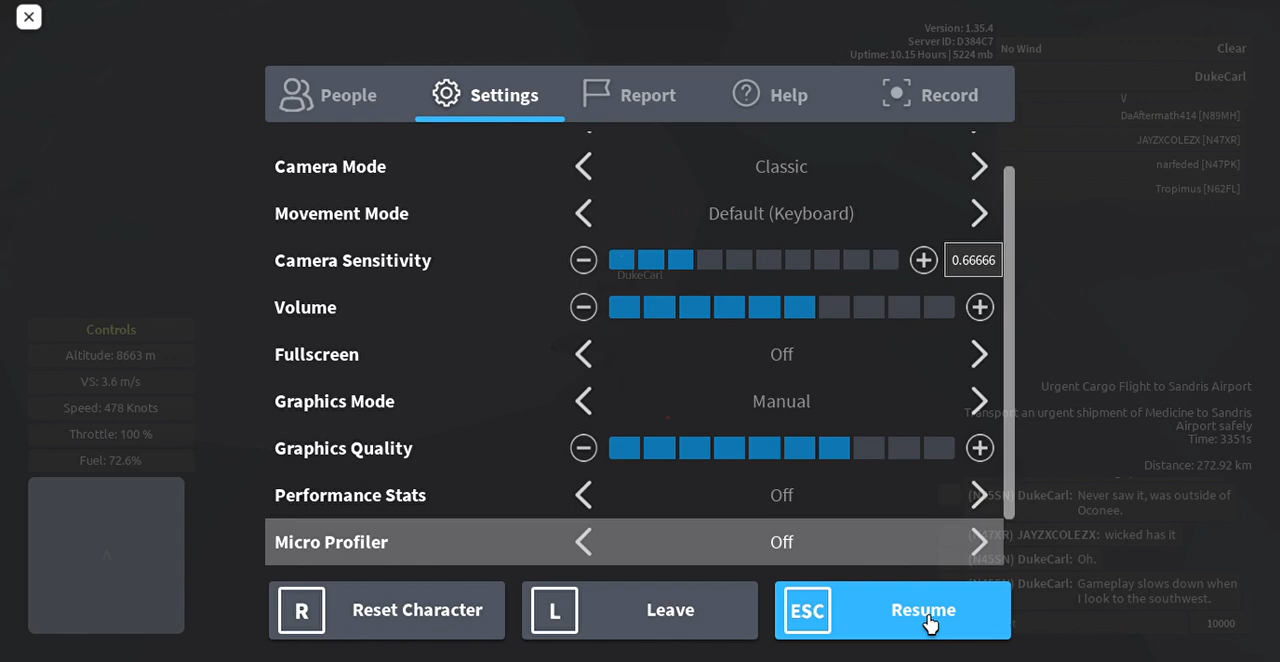 Version: 1.35.4
Server ID: D384C7
Uptime: 10.15 Hours | 5224 mb
No Wind
Clear
DukeCarl
V
DaAftermath414 [N89MH]
JAYZXCOLEZX [N47XR]
narfeded [N47PK]
Tropimus [N62FL]
People
Settings
Report
Help
Record
Camera Mode
Classic
Movement Mode
Default (Keyboard)
Camera Sensitivity
0.66666
DukeCarl
Volume
Fullscreen
Off
Graphics Mode
Manual
Graphics Quality
Performance Stats
Off
Micro Profiler
Off
R Reset Character
L Leave
ESC Resume
Controls
Altitude: 8663 m
VS: 3.6 m/s
Speed: 478 Knots
Throttle: 100 %
Fuel: 72.6%
Urgent Cargo Flight to Sandris Airport
Transport an urgent shipment of Medicine to Sandris
Airport safely
Time: 3351s
Distance: 272.92 km
(N45SN) DukeCarl: Never saw it, was outside of
Oconee.
JAYZXCOLEZX: wicked has it
DukeCarl: Oh.
DukeCarl: Gameplay slows down when
I look to the southwest.
10000